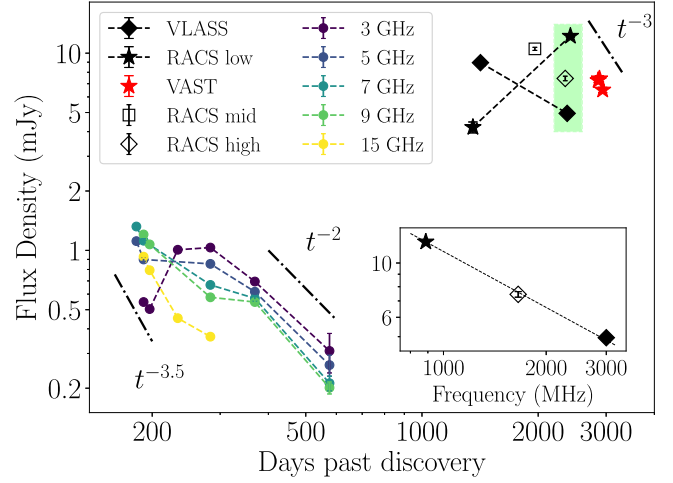 VLASS
RACS low
VAST
RACS mid
RACS high
3 GHz
5 GHz
7 GHz
9 GHz
15 GHz
t^{-3}
t^{-2}
t^{-3.5}
10
5
2
1
0.5
0.2
Flux Density (mJy)
10
6
1000
2000
3000
Frequency (MHz)
200
500
1000
2000
3000
Days past discovery